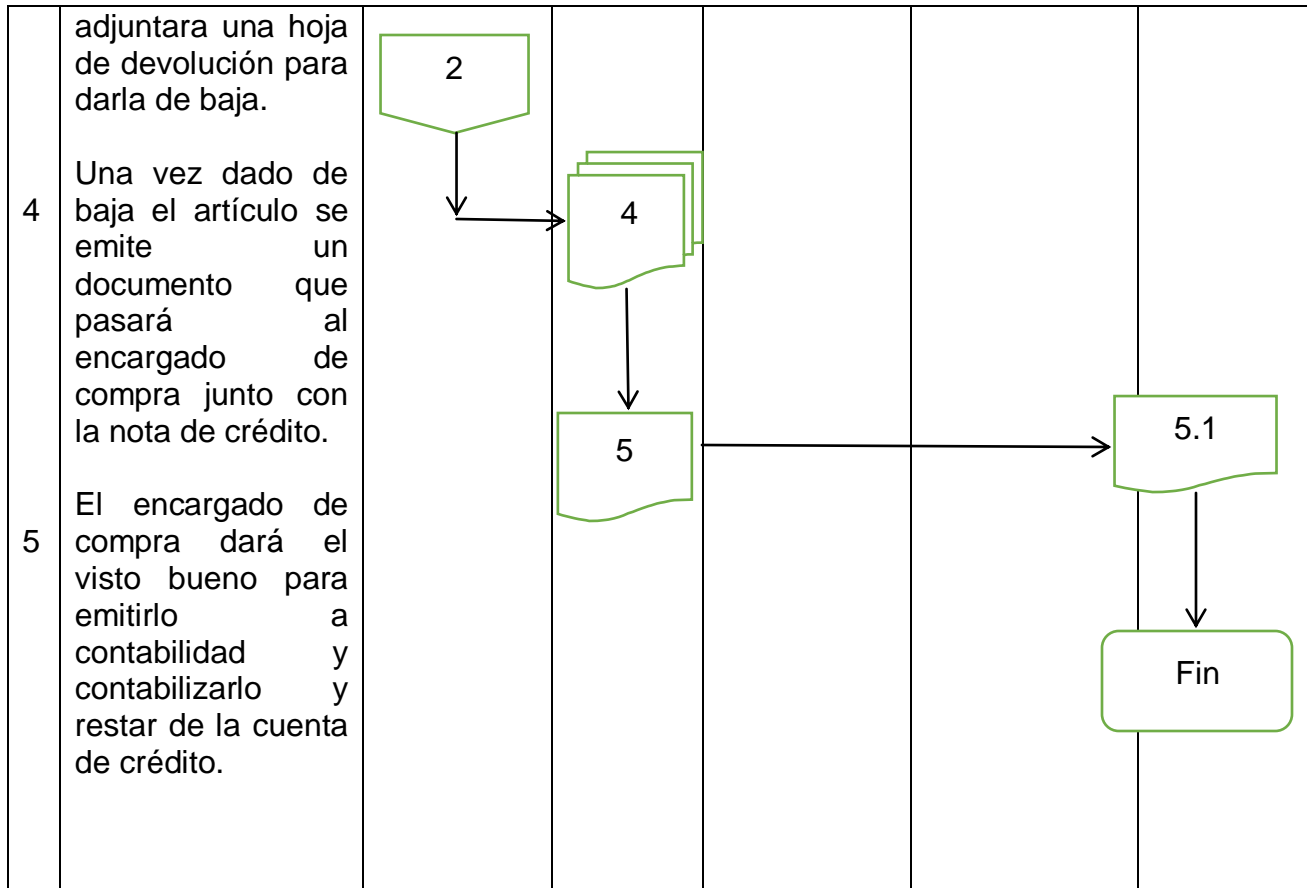 adjuntara una hoja
de devolución para
darla de baja.
2
Una vez dado de
4
baja el artículo se
4
emite un
documento que
pasará al
encargado de
compra junto con
la nota de crédito.
5
5.1
El encargado de
5
compra dará el
visto bueno para
emitirlo a
contabilidad y
contabilizarlo y
restar de la cuenta
de crédito.
Fin